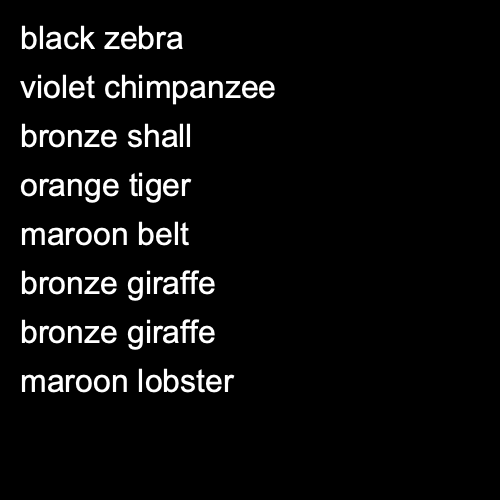 black zebra
violet chimpanzee
bronze shall
orange tiger
maroon belt
bronze giraffe
bronze giraffe
maroon lobster